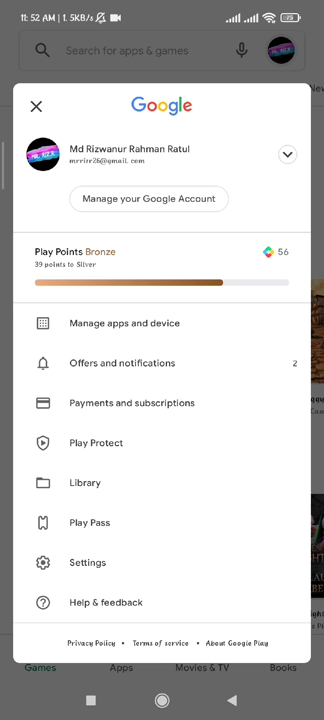 11:52 AM | 1.5KB/s
25
Search for apps & games
Google
Md Rizwanur Rahman Ratul
mrrirr26@gmail.com
Manage your Google Account
Play Points Bronze
56
39 points to Silver
Manage apps and device
Offers and notifications
2
Payments and subscriptions
Play Protect
Library
Play Pass
Settings
Help & feedback
Privacy Policy • Terms of service • About Google Play
Games Apps Movies & TV Books